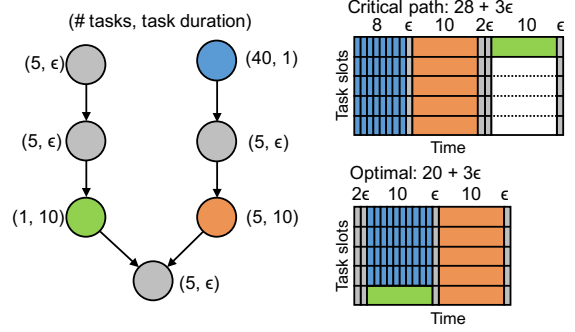 (# tasks, task duration)
(5, ϵ)
(40, 1)
(5, ϵ)
(5, ϵ)
(1, 10)
(5, 10)
(5, ϵ)
Critical path: 28 + 3ϵ
8 ϵ 10 2ϵ 10 ϵ
Task slots
Time
Optimal: 20 + 3ϵ
2ϵ 10 ϵ 10 ϵ
Task slots
Time